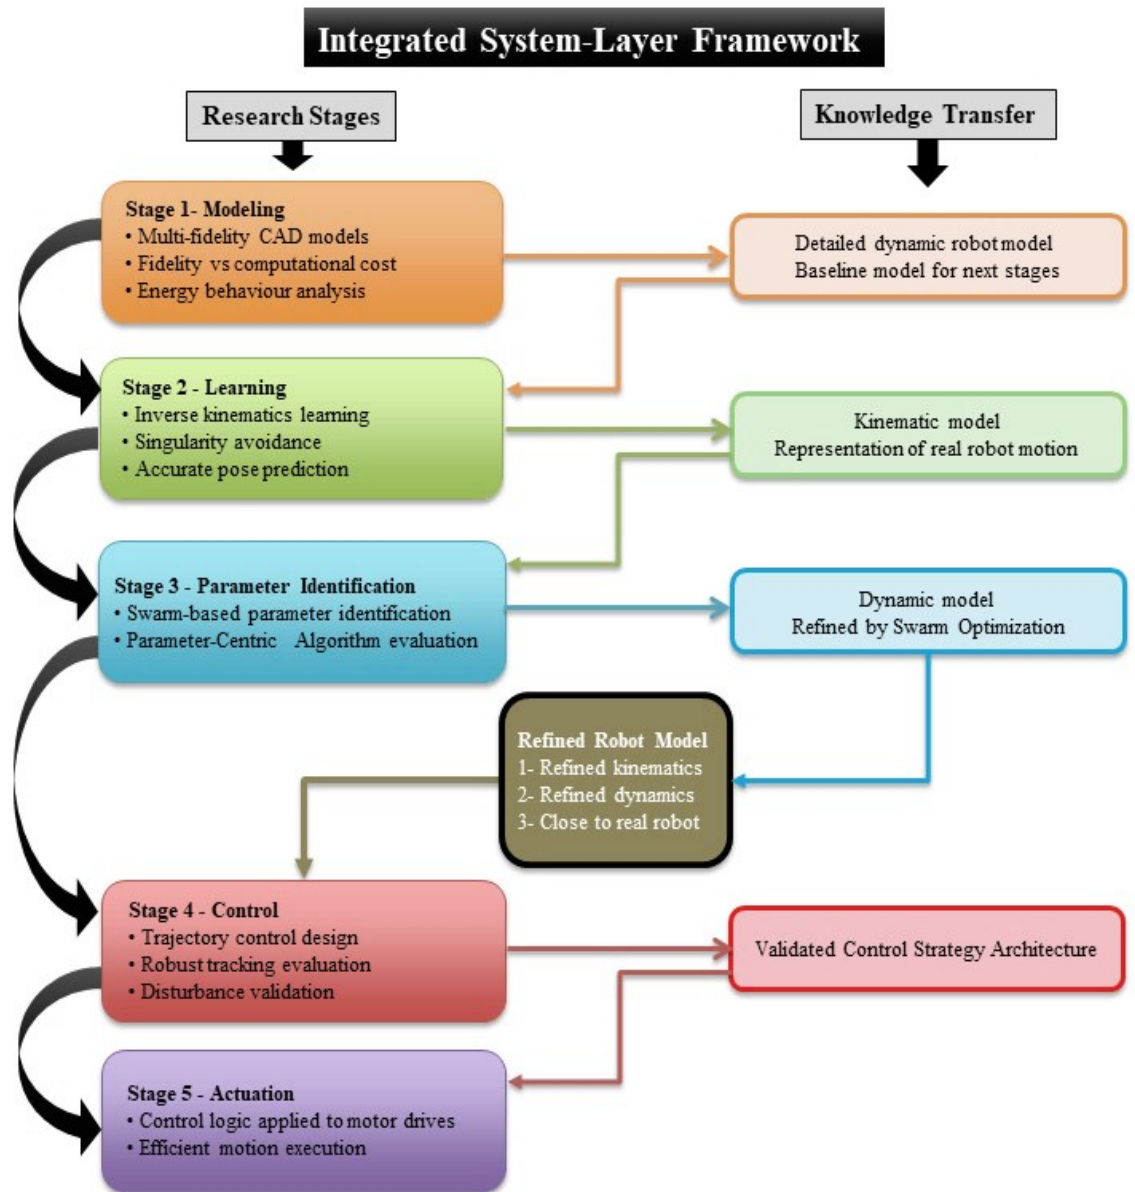 Integrated System-Layer Framework
Research Stages
Knowledge Transfer
Stage 1- Modeling
• Multi-fidelity CAD models
• Fidelity vs computational cost
• Energy behaviour analysis
Detailed dynamic robot model
Baseline model for next stages
Stage 2 - Learning
• Inverse kinematics learning
• Singularity avoidance
• Accurate pose prediction
Kinematic model
Representation of real robot motion
Stage 3 - Parameter Identification
• Swarm-based parameter identification
• Parameter-Centric Algorithm evaluation
Dynamic model
Refined by Swarm Optimization
Refined Robot Model
1- Refined kinematics
2- Refined dynamics
3- Close to real robot
Stage 4 - Control
• Trajectory control design
• Robust tracking evaluation
• Disturbance validation
Validated Control Strategy Architecture
Stage 5 - Actuation
• Control logic applied to motor drives
• Efficient motion execution